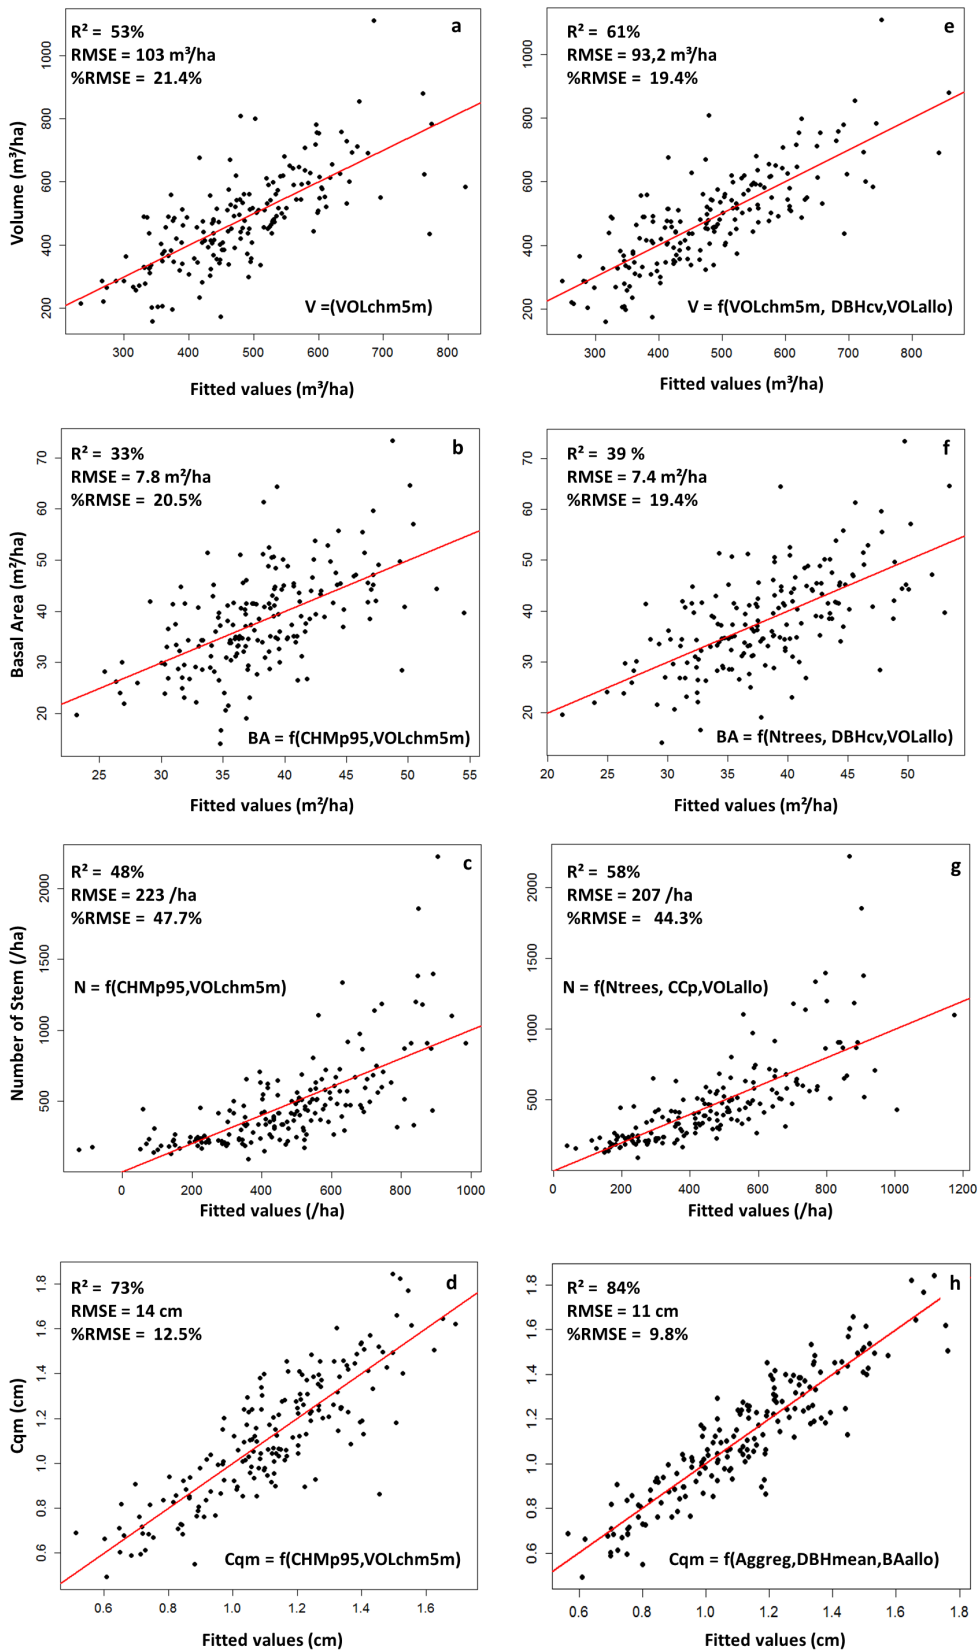 a
R² = 53%
RMSE = 103 m³/ha
%RMSE = 21.4%
V =(VOLchm5m)
Volume (m³/ha)
200
400
600
800
1000
300
400
500
600
700
800
Fitted values (m³/ha)
e
R² = 61%
RMSE = 93,2 m³/ha
%RMSE = 19.4%
V = f(VOLchm5m, DBHcv,VOLallo)
200
400
600
800
1000
300
400
500
600
700
800
Fitted values (m³/ha)
b
R² = 33%
RMSE = 7.8 m²/ha
%RMSE = 20.5%
BA = f(CHMp95,VOLchm5m)
Basal Area (m²/ha)
20
30
40
50
60
70
25
30
35
40
45
50
55
Fitted values (m²/ha)
f
R² = 39 %
RMSE = 7.4 m²/ha
%RMSE = 19.4%
BA = f(Ntrees, DBHcv,VOLallo)
20
30
40
50
60
70
20
25
30
35
40
45
50
Fitted values (m²/ha)
c
R² = 48%
RMSE = 223 /ha
%RMSE = 47.7%
N = f(CHMp95,VOLchm5m)
Number of Stem (/ha)
500
1000
1500
2000
0
200
400
600
800
1000
Fitted values (/ha)
g
R² = 58%
RMSE = 207 /ha
%RMSE = 44.3%
N = f(Ntrees, CCp,VOLallo)
500
1000
1500
2000
0
200
400
600
800
1000
1200
Fitted values (/ha)
d
R² = 73%
RMSE = 14 cm
%RMSE = 12.5%
Cqm = f(CHMp95,VOLchm5m)
Cqm (cm)
0.6
0.8
1.0
1.2
1.4
1.6
1.8
0.6
0.8
1.0
1.2
1.4
1.6
Fitted values (cm)
h
R² = 84%
RMSE = 11 cm
%RMSE = 9.8%
Cqm = f(Aggreg,DBHmean,BAallo)
0.6
0.8
1.0
1.2
1.4
1.6
1.8
0.6
0.8
1.0
1.2
1.4
1.6
1.8
Fitted values (cm)